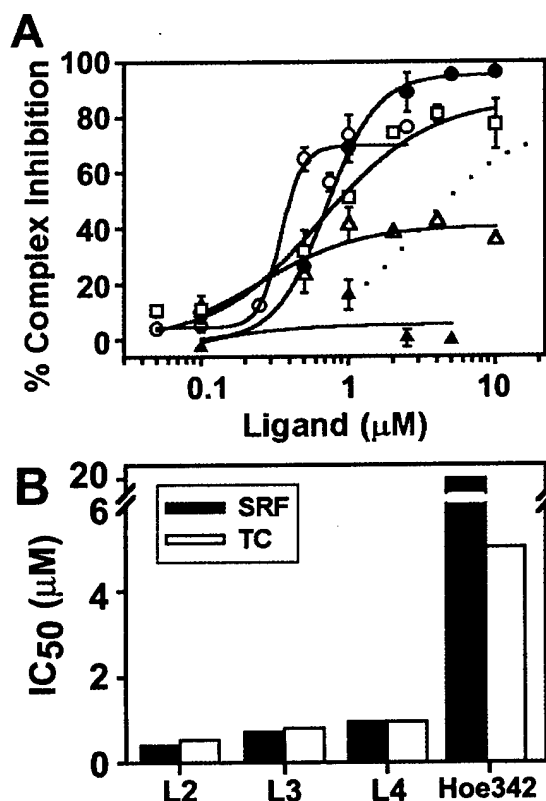 A
% Complex Inhibition
100
80
60
40
20
0
0.1
1
10
Ligand (μM)
B
IC50 (μM)
20
6
4
2
0
SRF
TC
L2
L3
L4
Hoe342